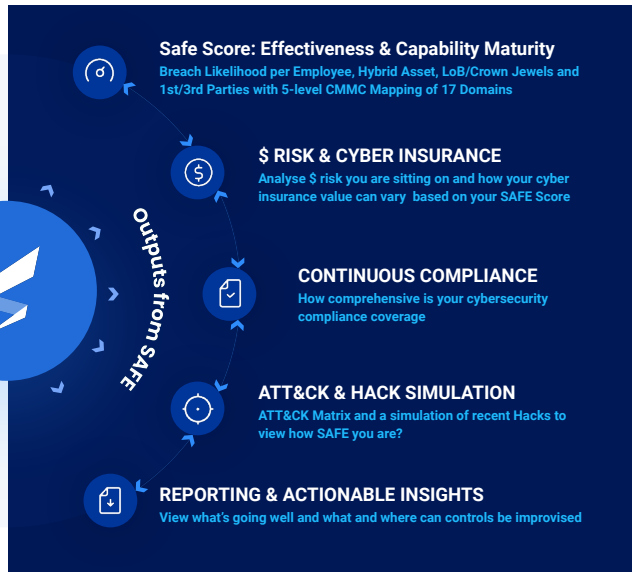 Safe Score: Effectiveness & Capability Maturity
Breach Likelihood per Employee, Hybrid Asset, LoB/Crown Jewels and
1st/3rd Parties with 5-level CMMC Mapping of 17 Domains
$ RISK & CYBER INSURANCE
Analyse $ risk you are sitting on and how your cyber
insurance value can vary based on your SAFE Score
Outputs from SAFE
CONTINUOUS COMPLIANCE
How comprehensive is your cybersecurity
compliance coverage
ATT&CK & HACK SIMULATION
ATT&CK Matrix and a simulation of recent Hacks to
view how SAFE you are?
REPORTING & ACTIONABLE INSIGHTS
View what's going well and what and where can controls be improvised